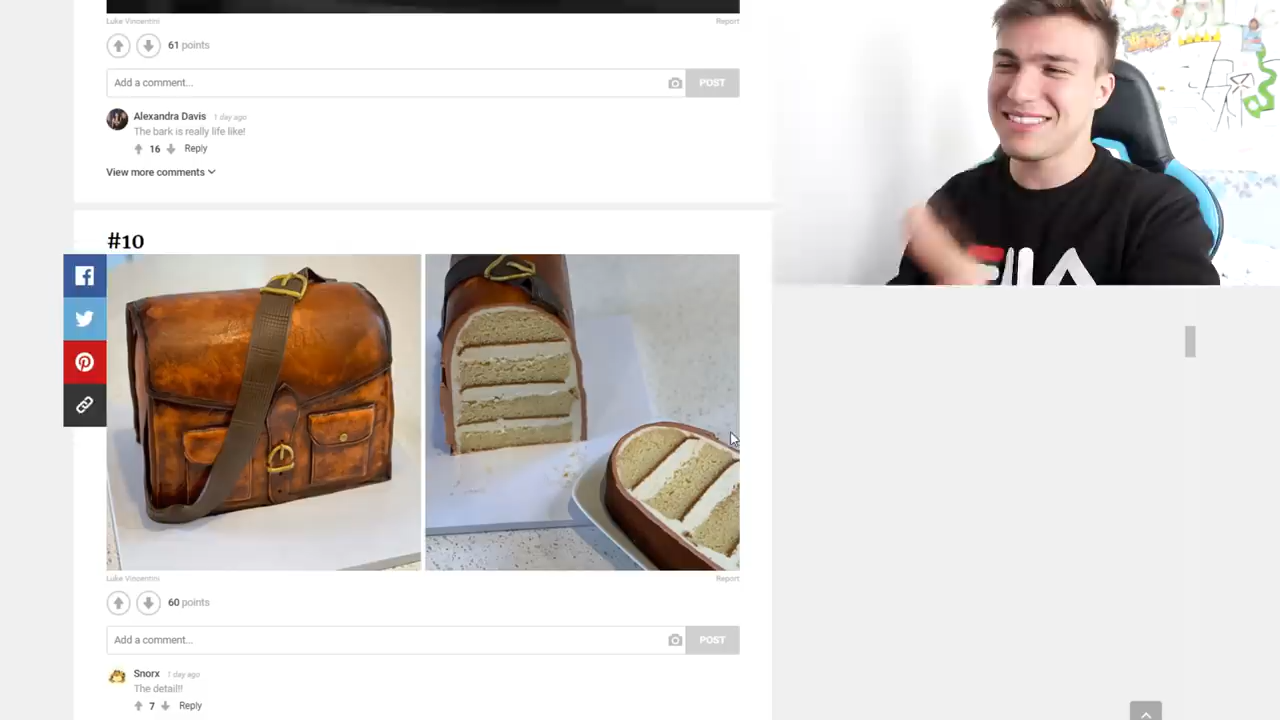 Luke Vincentini
Report
61 points
Add a comment...
POST
Alexandra Davis 1 day ago
The bark is really life like!
16 Reply
View more comments
#10
Luke Vincentini
Report
60 points
Add a comment...
POST
Snorx 1 day ago
The detail!!
7 Reply
FILA